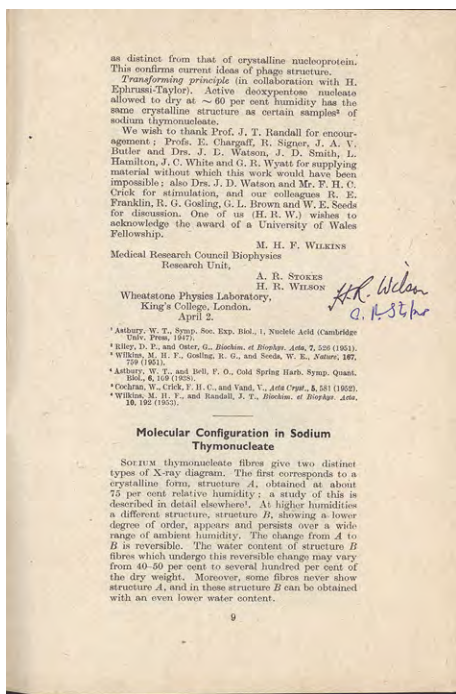 as distinct from that of crystalline nucleoprotein.
This confirms current ideas of phage structure.
Transforming principle (in collaboration with H.
Ephrussi-Taylor). Active deoxypentose nucleate
allowed to dry at ~ 60 per cent humidity has the
same crystalline structure as certain samples³ of
sodium thymonucleate.
We wish to thank Prof. J. T. Randall for encour-
agement; Profs. E. Chargaff, R. Signer, J. A. V.
Butler and Drs. J. D. Watson, J. D. Smith, L.
Hamilton, J. C. White and G. R. Wyatt for supplying
material without which this work would have been
impossible; also Drs. J. D. Watson and Mr. F. H. C.
Crick for stimulation, and our colleagues R. E.
Franklin, R. G. Gosling, G. L. Brown and W. E. Seeds
for discussion. One of us (H. R. W.) wishes to
acknowledge the award of a University of Wales
Fellowship.
M. H. F. WILKINS
Medical Research Council Biophysics
Research Unit,
A. R. STOKES
H. R. WILSON
H.R. Wilson
Wheatstone Physics Laboratory,
A. R. Stokes
King's College, London.
April 2.
¹ Astbury, W. T., Symp. Soc. Exp. Biol., 1, Nucleic Acid (Cambridge
Univ. Press, 1947).
² Riley, D. P., and Oster, G., Biochim. et Biophys. Acta, 7, 526 (1951).
³ Wilkins, M. H. F., Gosling, R. G., and Seeds, W. E., Nature, 167,
759 (1951).
⁴ Astbury, W. T., and Bell, F. O., Cold Spring Harb. Symp. Quant.
Biol., 6, 109 (1938).
⁵ Cochran, W., Crick, F. H. C., and Vand, V., Acta Cryst., 5, 581 (1952).
⁶ Wilkins, M. H. F., and Randall, J. T., Biochim. et Biophys. Acta,
10, 192 (1953).
Molecular Configuration in Sodium
Thymonucleate
SODIUM thymonucleate fibres give two distinct
types of X-ray diagram. The first corresponds to a
crystalline form, structure A, obtained at about
75 per cent relative humidity; a study of this is
described in detail elsewhere¹. At higher humidities
a different structure, structure B, showing a lower
degree of order, appears and persists over a wide
range of ambient humidity. The change from A to
B is reversible. The water content of structure B
fibres which undergo this reversible change may vary
from 40–50 per cent to several hundred per cent of
the dry weight. Moreover, some fibres never show
structure A, and in these structure B can be obtained
with an even lower water content.
9